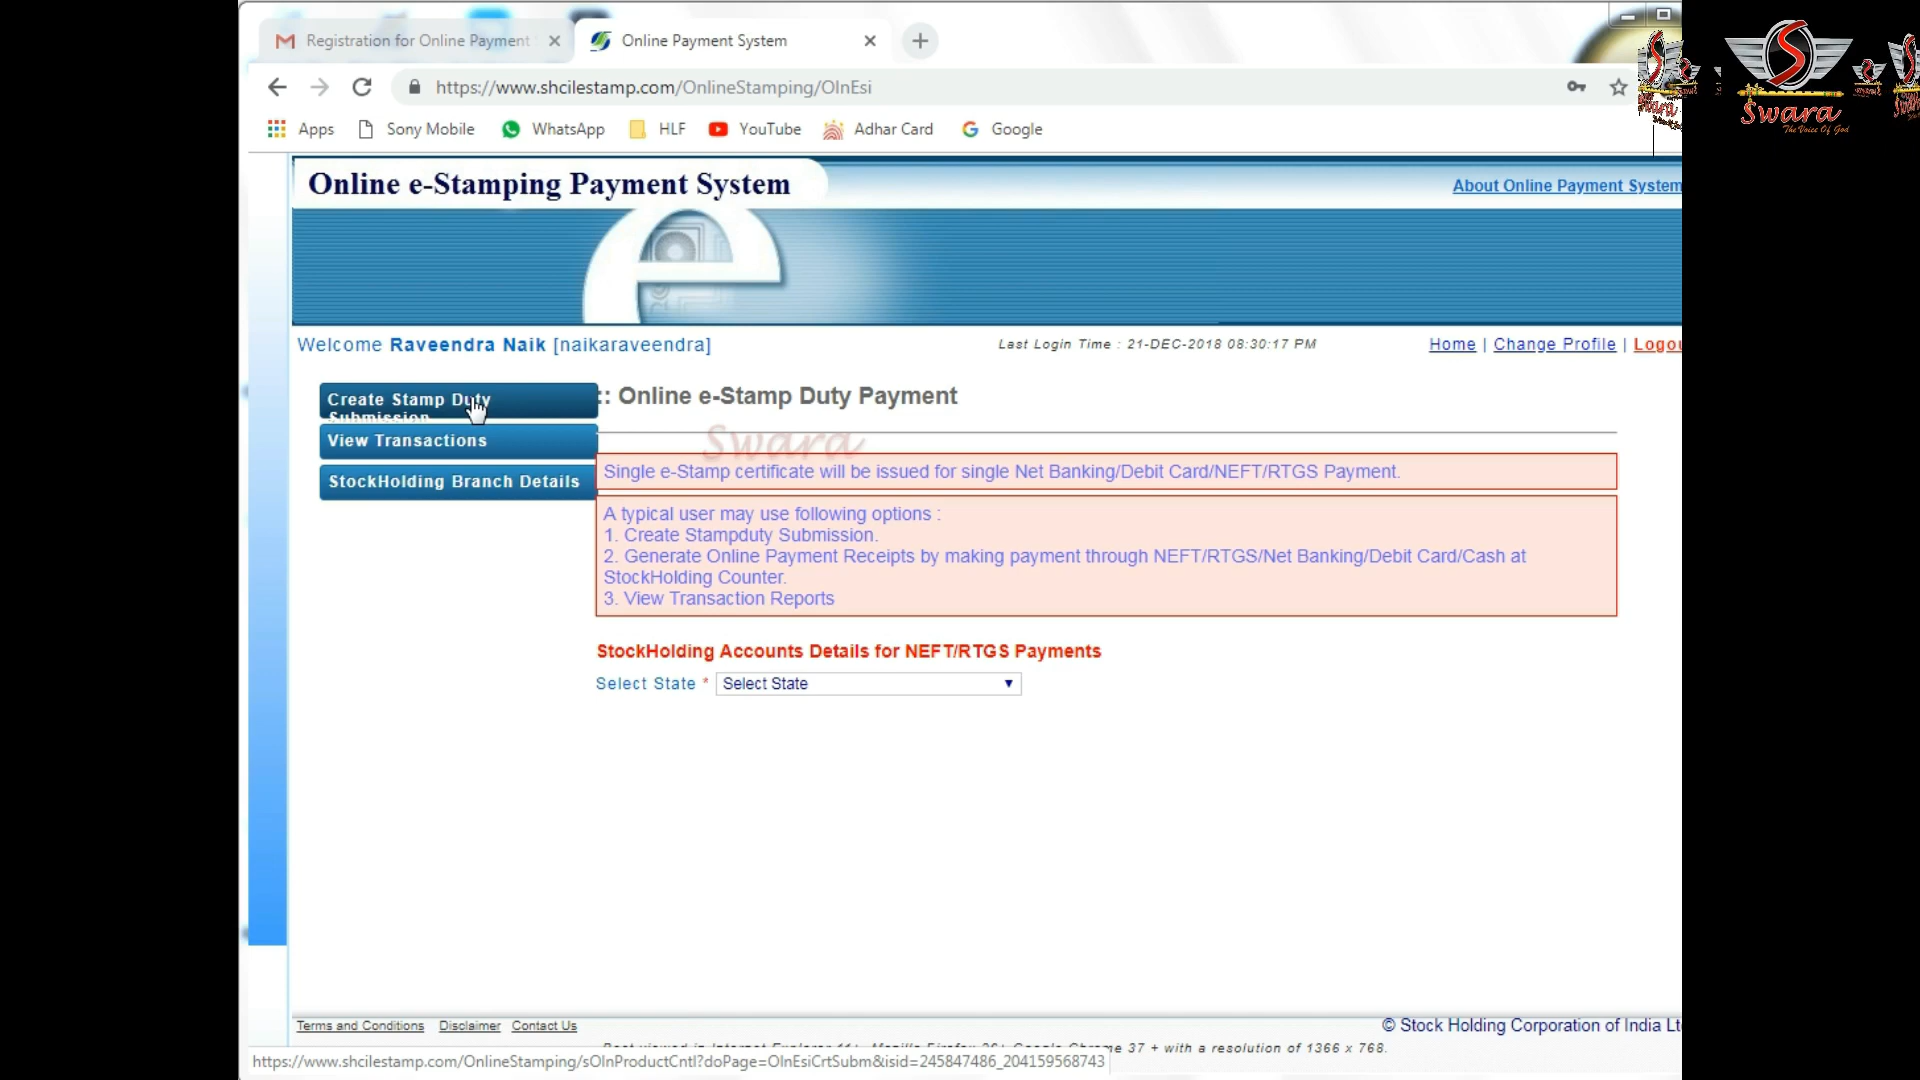 Registration for Online Payment
Online Payment System
https://www.shcilestamp.com/OnlineStamping/OlnEsi
Apps Sony Mobile WhatsApp HLF YouTube Adhar Card Google
Swara
The Voice Of God
Online e-Stamping Payment System
About Online Payment System
Welcome Raveendra Naik [naikaraveendra]
Last Login Time : 21-DEC-2018 08:30:17 PM
Home | Change Profile | Logou
Create Stamp Duty
Submission
View Transactions
StockHolding Branch Details
:: Online e-Stamp Duty Payment
Swara
Single e-Stamp certificate will be issued for single Net Banking/Debit Card/NEFT/RTGS Payment.
A typical user may use following options :
1. Create Stampduty Submission.
2. Generate Online Payment Receipts by making payment through NEFT/RTGS/Net Banking/Debit Card/Cash at
StockHolding Counter.
3. View Transaction Reports
StockHolding Accounts Details for NEFT/RTGS Payments
Select State * Select State
Terms and Conditions Disclaimer Contact Us
© Stock Holding Corporation of India Lt
37 + with a resolution of 1366 x 768.
https://www.shcilestamp.com/OnlineStamping/sOlnProductCntl?doPage=OlnEsiCrtSubm&isid=245847486_204159568743